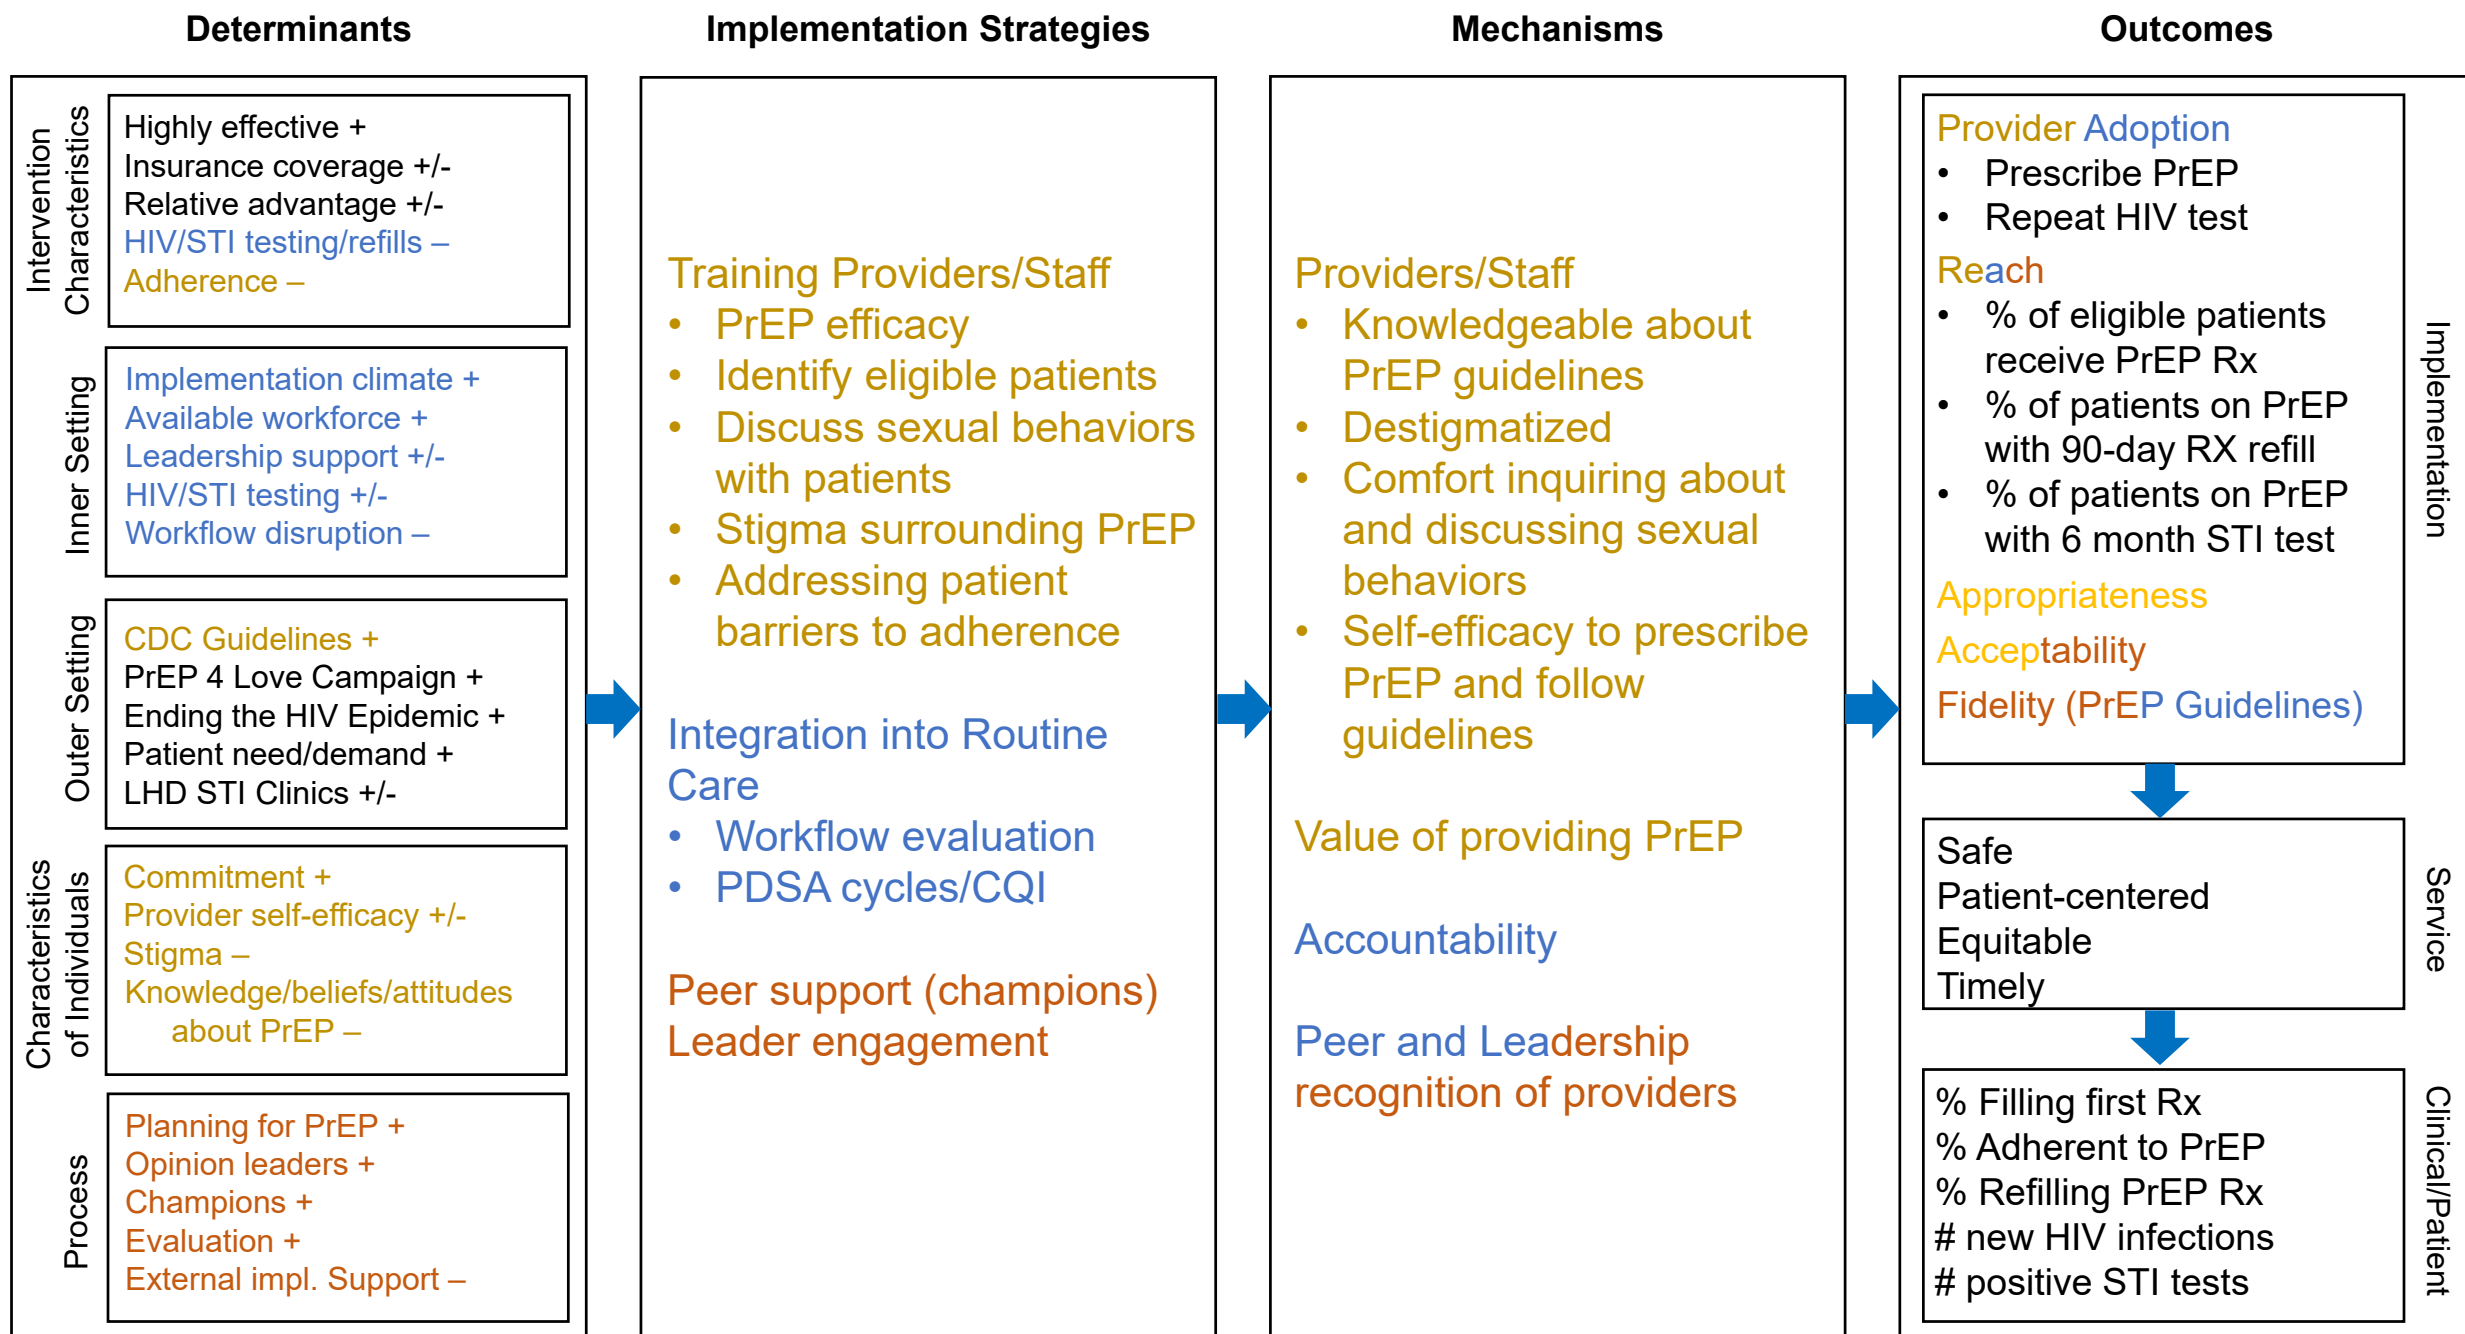 Determinants
Intervention
Characteristics
Highly effective +
Insurance coverage +/-
Relative advantage +/-
HIV/STI testing/refills –
Adherence –
Inner Setting
Implementation climate +
Available workforce +
Leadership support +/-
HIV/STI testing +/-
Workflow disruption –
Outer Setting
CDC Guidelines +
PrEP 4 Love Campaign +
Ending the HIV Epidemic +
Patient need/demand +
LHD STI Clinics +/-
Characteristics
of Individuals
Commitment +
Provider self-efficacy +/-
Stigma –
Knowledge/beliefs/attitudes
about PrEP –
Process
Planning for PrEP +
Opinion leaders +
Champions +
Evaluation +
External impl. Support –
Implementation Strategies
Training Providers/Staff
• PrEP efficacy
• Identify eligible patients
• Discuss sexual behaviors
with patients
• Stigma surrounding PrEP
• Addressing patient
barriers to adherence
Integration into Routine
Care
• Workflow evaluation
• PDSA cycles/CQI
Peer support (champions)
Leader engagement
Mechanisms
Providers/Staff
• Knowledgeable about
PrEP guidelines
• Destigmatized
• Comfort inquiring about
and discussing sexual
behaviors
• Self-efficacy to prescribe
PrEP and follow
guidelines
Value of providing PrEP
Accountability
Peer and Leadership
recognition of providers
Outcomes
Provider Adoption
• Prescribe PrEP
• Repeat HIV test
Reach
• % of eligible patients
receive PrEP Rx
• % of patients on PrEP
with 90-day RX refill
• % of patients on PrEP
with 6 month STI test
Appropriateness
Acceptability
Fidelity (PrEP Guidelines)
Implementation
Safe
Patient-centered
Equitable
Timely
Service
% Filling first Rx
% Adherent to PrEP
% Refilling PrEP Rx
# new HIV infections
# positive STI tests
Clinical/Patient